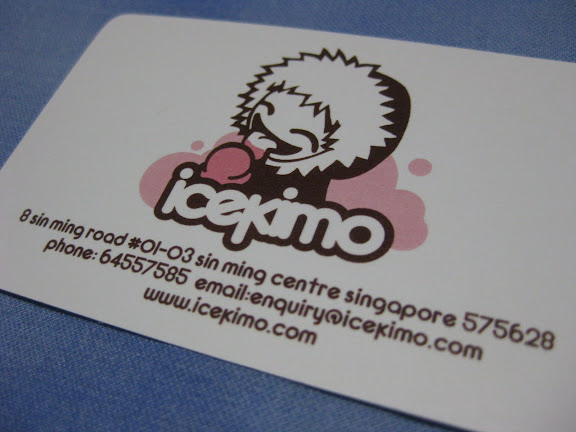 icekimo
8 sin ming road #01-03 sin ming centre singapore 575628
phone: 64557585 email:enquiry@icekimo.com
www.icekimo.com